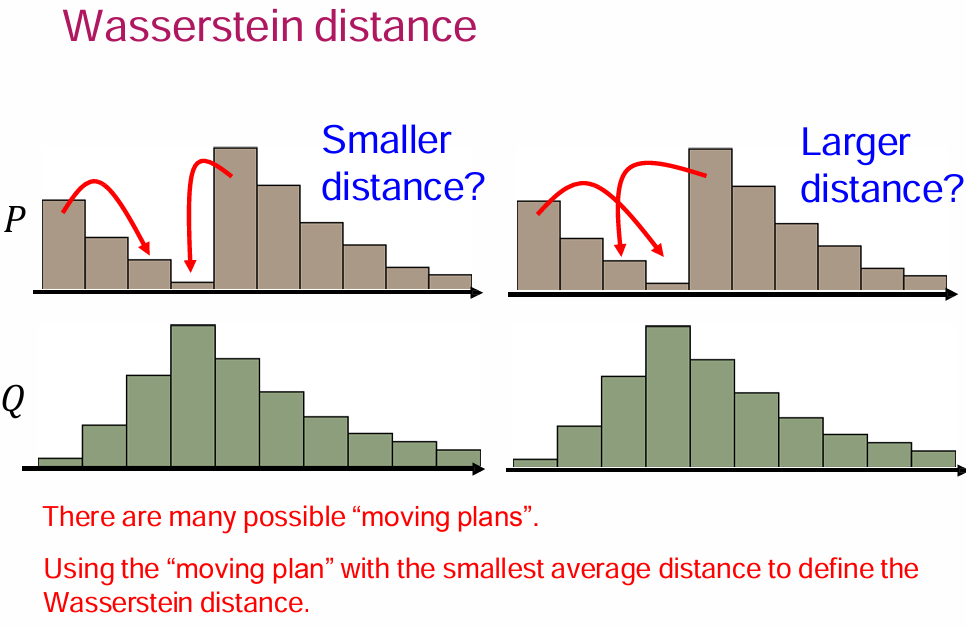 Wasserstein distance
Smaller
distance?
Larger
distance?
P
Q
There are many possible “moving plans”.
Using the “moving plan” with the smallest average distance to define the
Wasserstein distance.